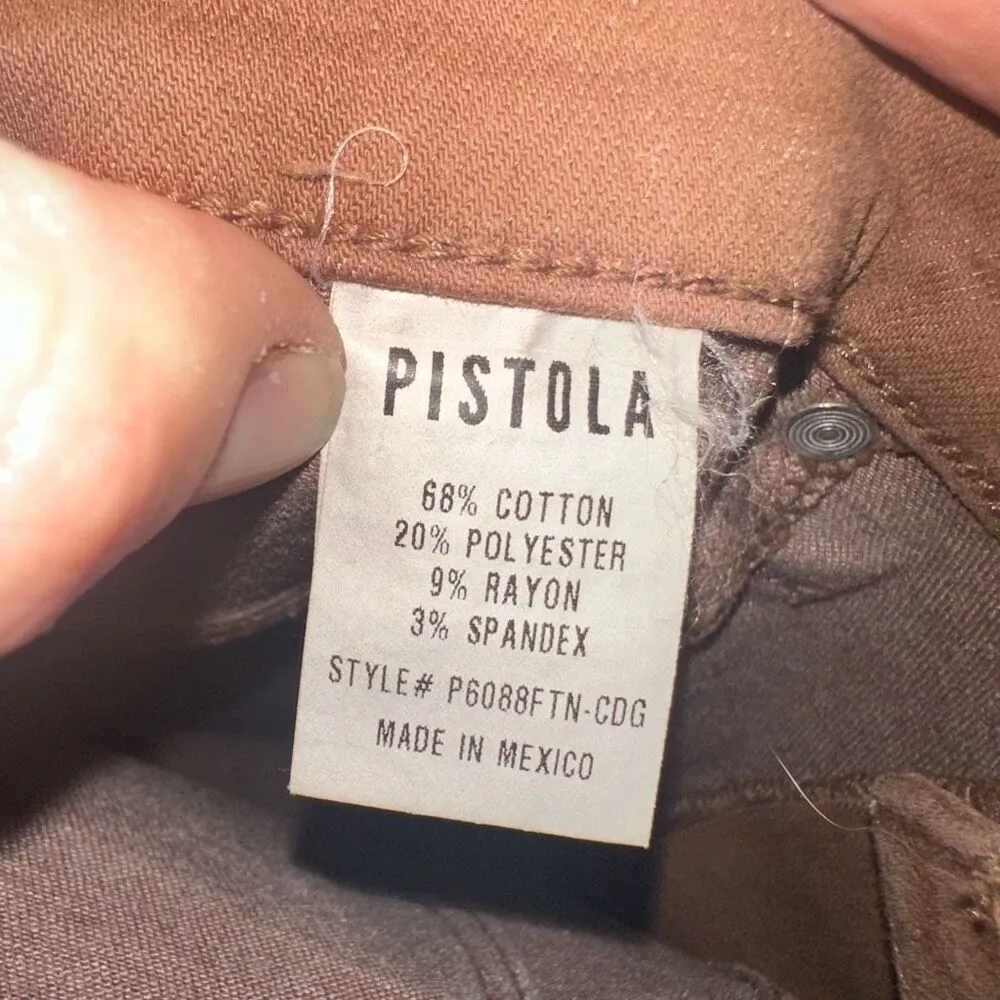 PISTOLA
68% COTTON
20% POLYESTER
9% RAYON
3% SPANDEX
STYLE# P6088FTN-CDG
MADE IN MEXICO